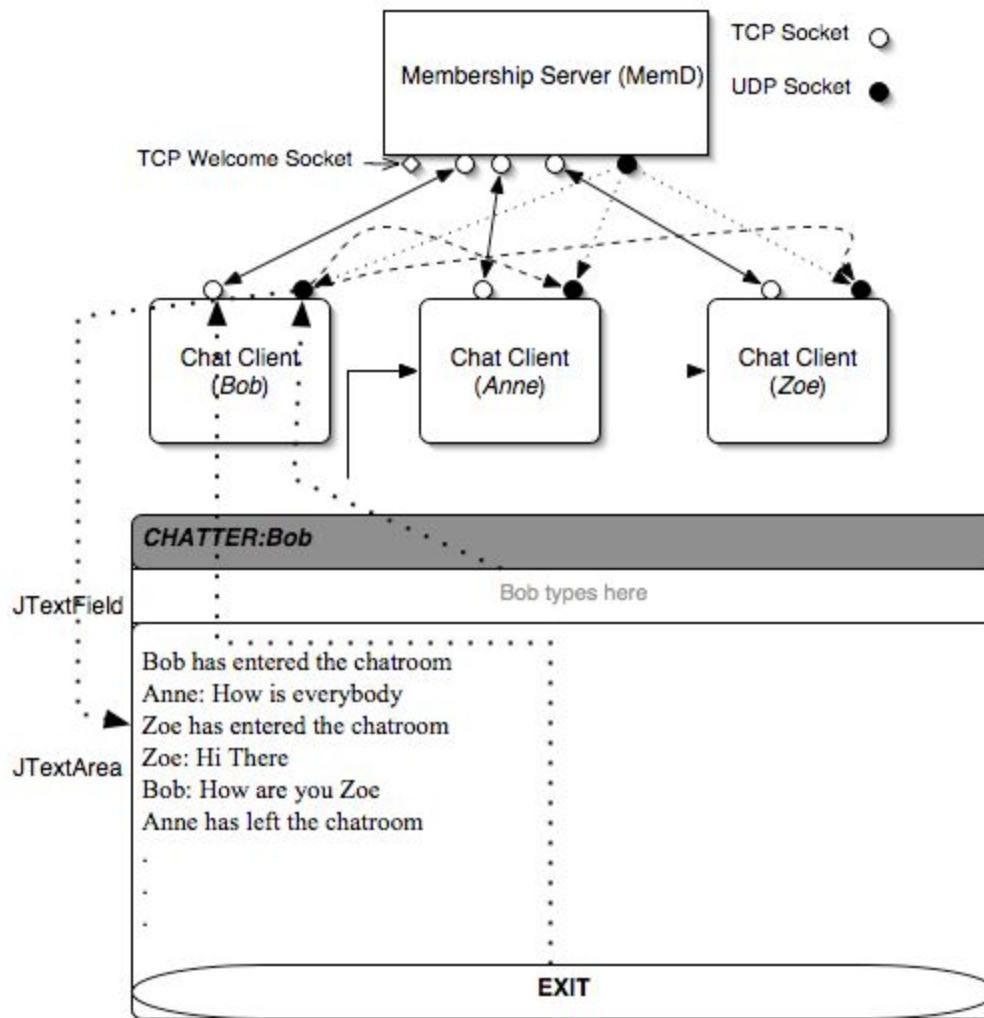 TCP Socket
Membership Server (MemD)
UDP Socket
TCP Welcome Socket
Chat Client
(Bob)
Chat Client
(Anne)
Chat Client
(Zoe)
CHATTER:Bob
Bob types here
JTextField
Bob has entered the chatroom
Anne: How is everybody
Zoe has entered the chatroom
Zoe: Hi There
JTextArea
Bob: How are you Zoe
Anne has left the chatroom
.
.
.
EXIT